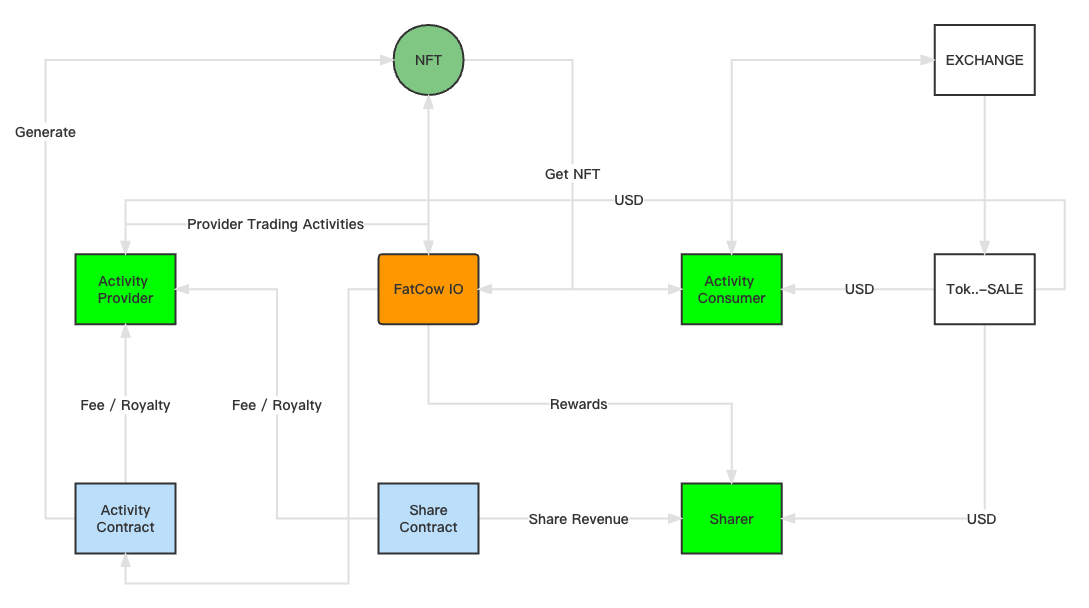 NFT
EXCHANGE
Generate
Get NFT
USD
Provider Trading Activities
Activity
Provider
FatCow IO
Activity
Consumer
USD
Tok..-SALE
Fee / Royalty
Fee / Royalty
Rewards
Activity
Contract
Share
Contract
Share Revenue
Sharer
USD